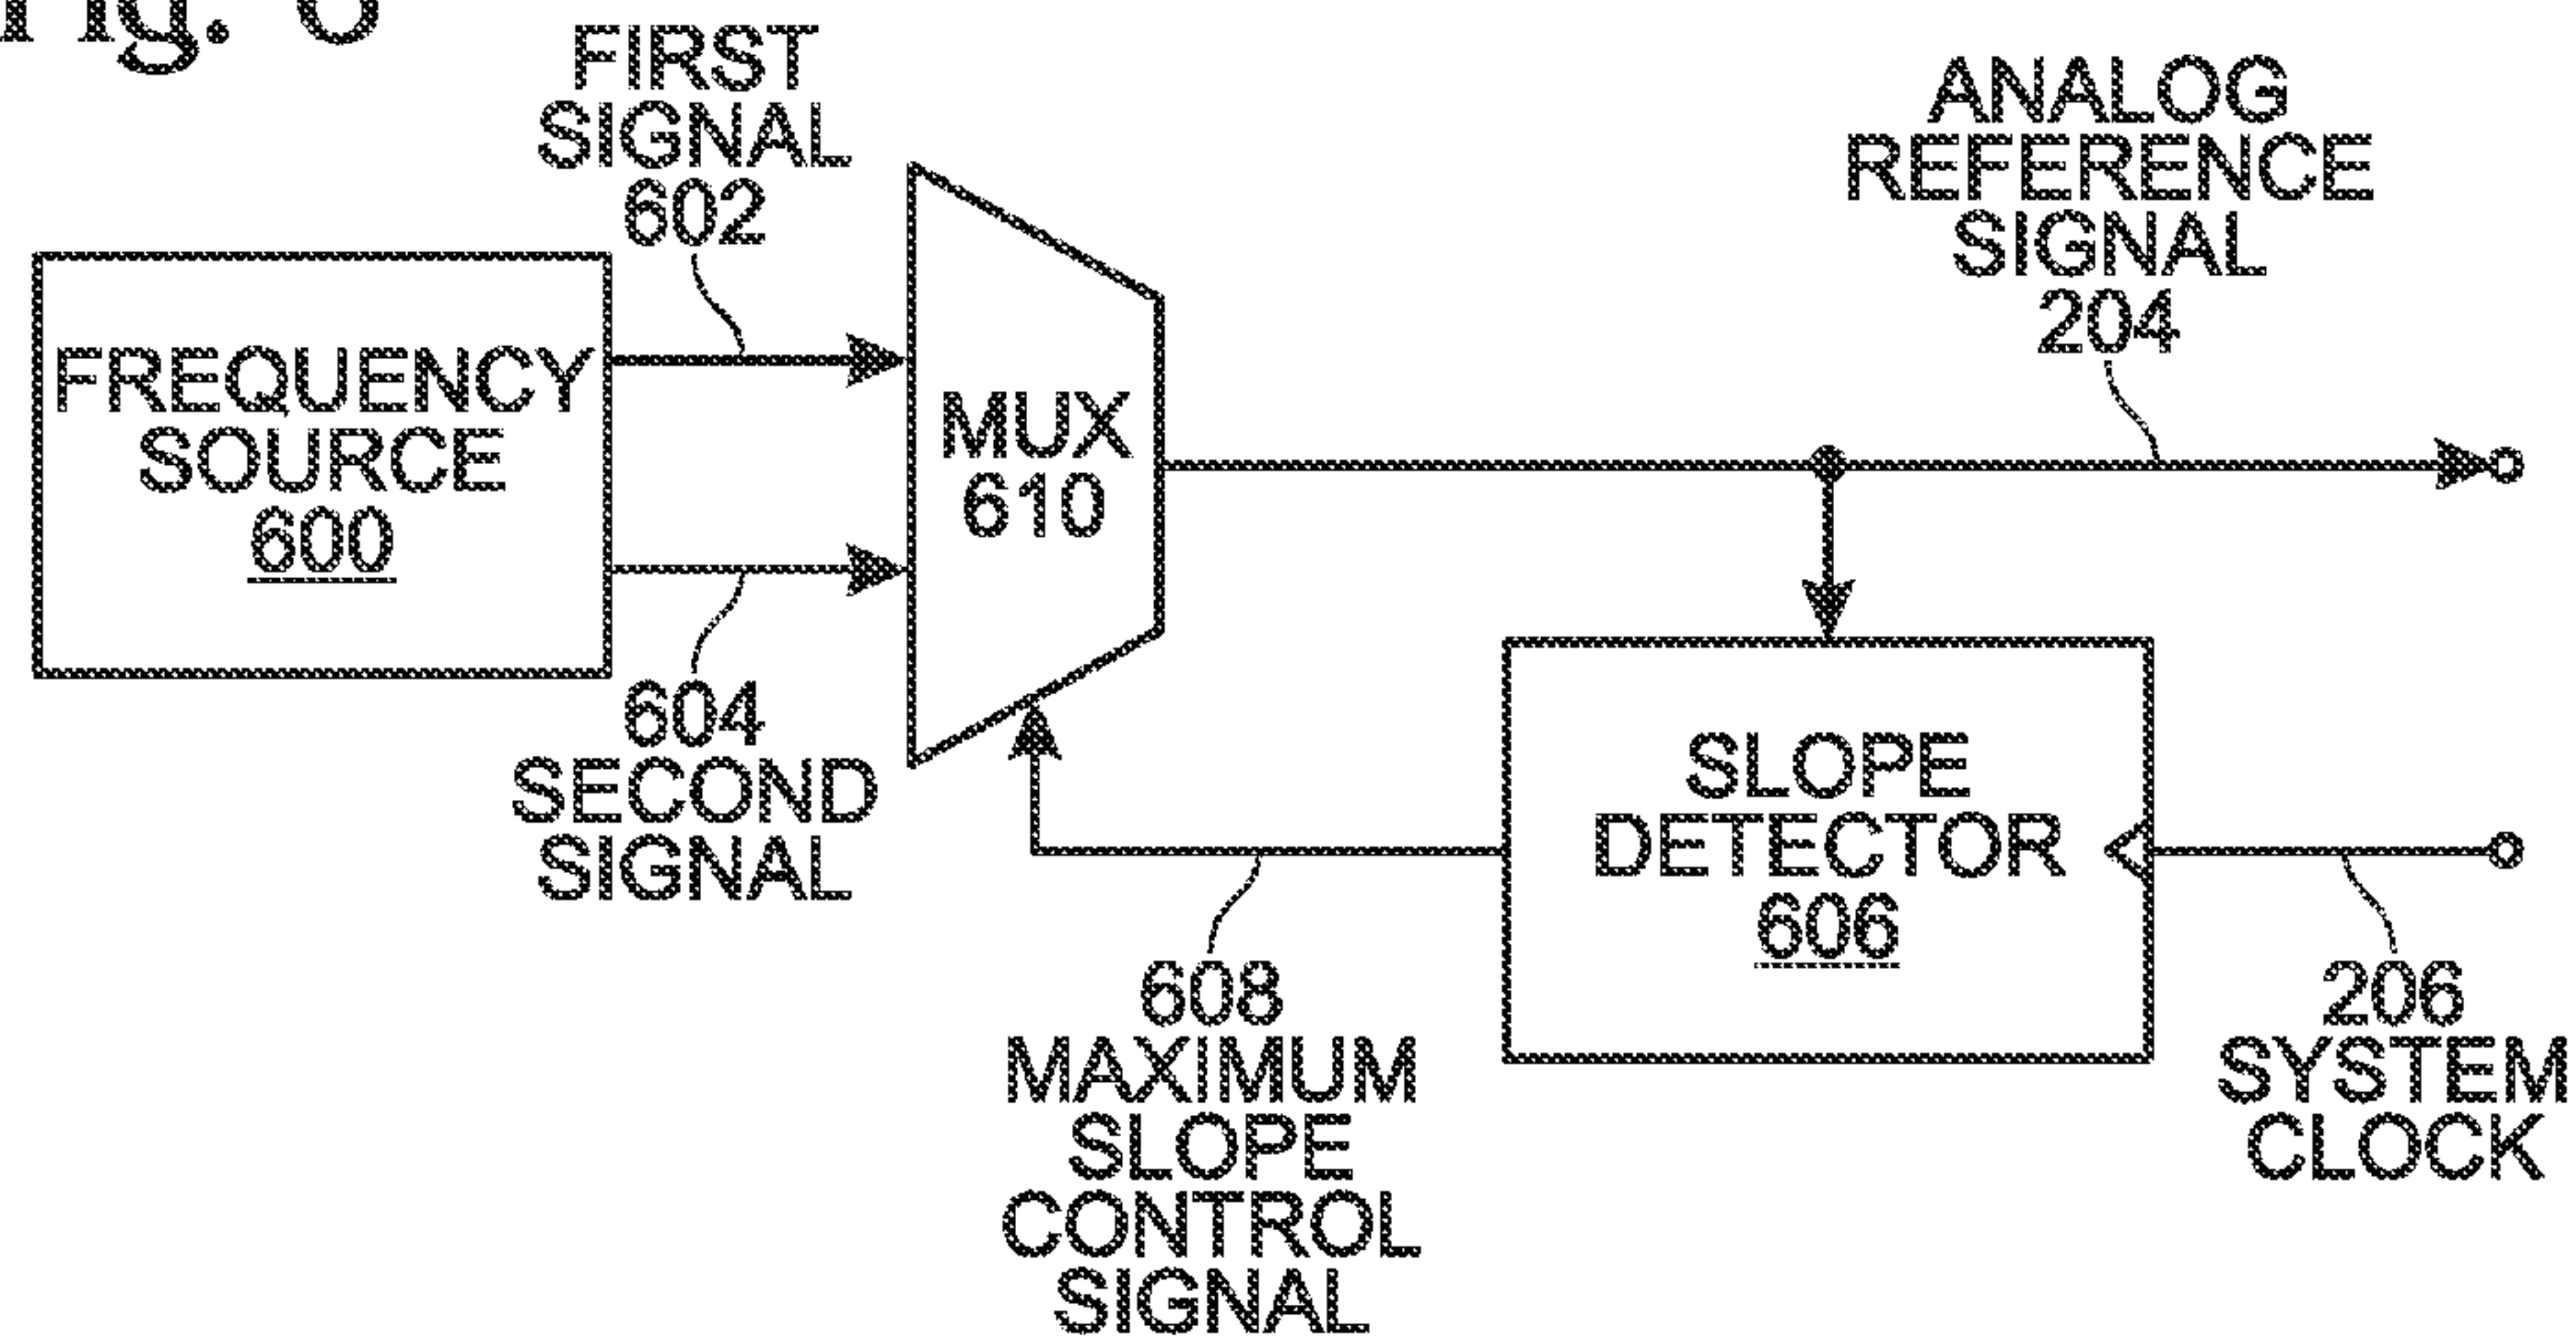 Fig. 6
FIRST
SIGNAL
602
ANALOG
REFERENCE
SIGNAL
204
FREQUENCY
SOURCE
600
MUX
610
604
SECOND
SIGNAL
SLOPE
DETECTOR
606
608
MAXIMUM
SLOPE
CONTROL
SIGNAL
206
SYSTEM
CLOCK